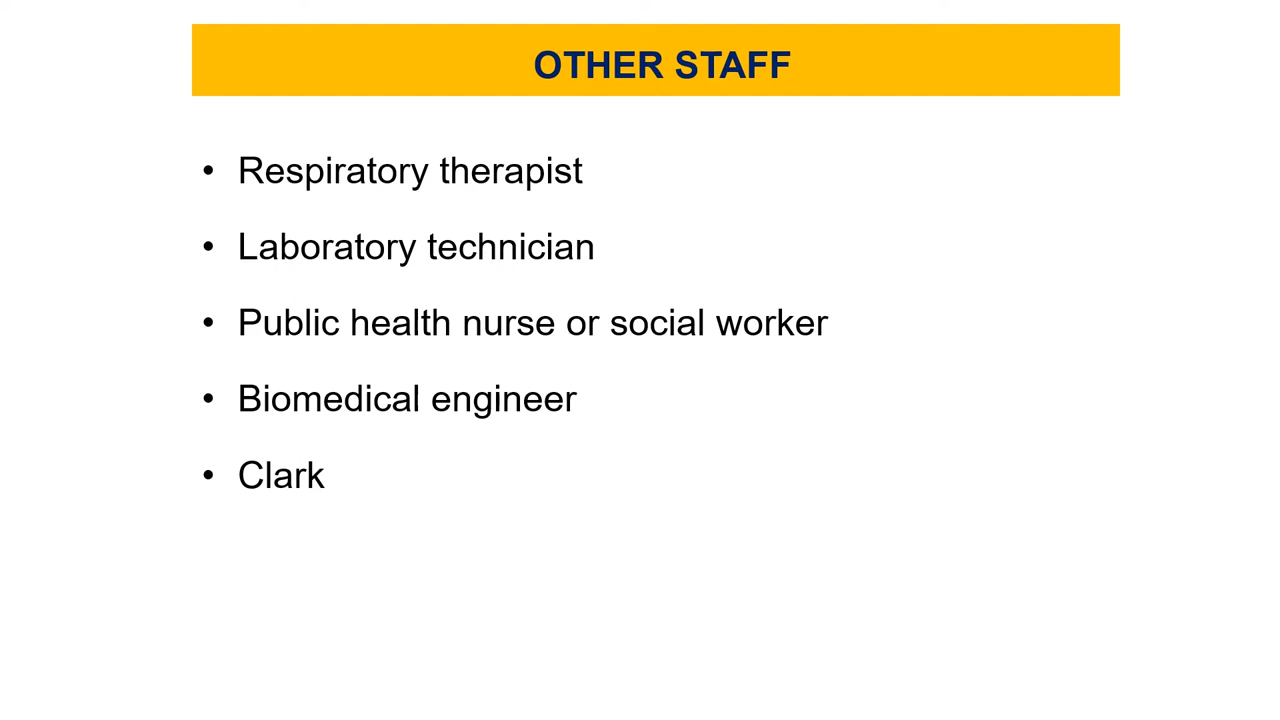 OTHER STAFF
• Respiratory therapist
• Laboratory technician
• Public health nurse or social worker
• Biomedical engineer
• Clark